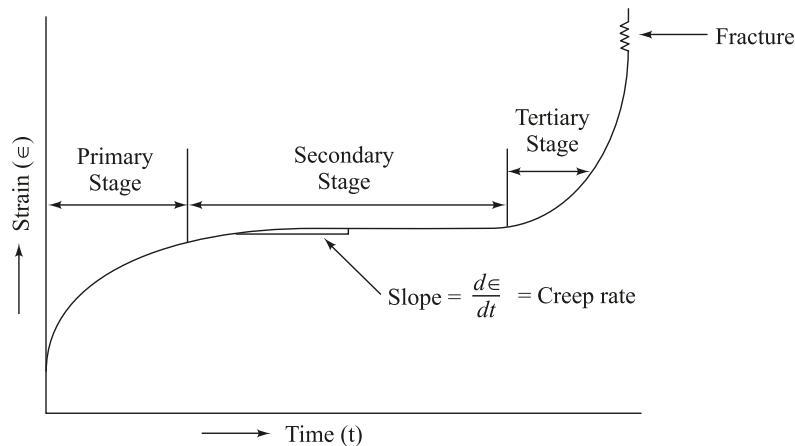 Fracture
Tertiary
Stage
Primary
Stage
Secondary
Stage
Strain (∈)
Slope = d∈/dt = Creep rate
Time (t)